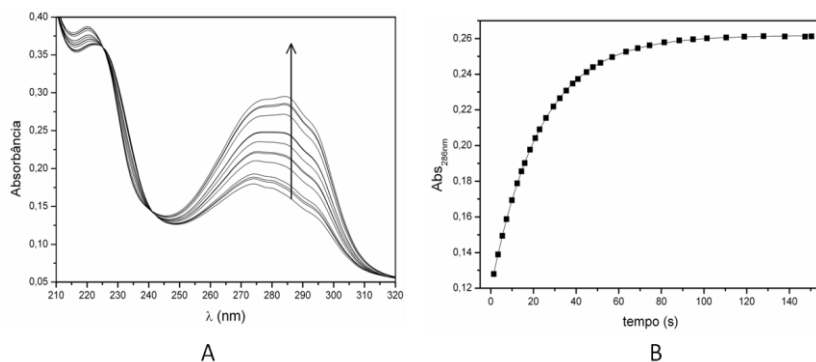 0,40
0,35
0,30
0,25
0,20
0,15
0,10
0,05
Absorbância
210 220 230 240 250 260 270 280 290 300 310 320
λ (nm)
A
0,28
0,26
0,24
0,22
0,20
0,18
0,16
0,14
0,12
Abs286nm
0 20 40 60 80 100 120 140
tempo (s)
B